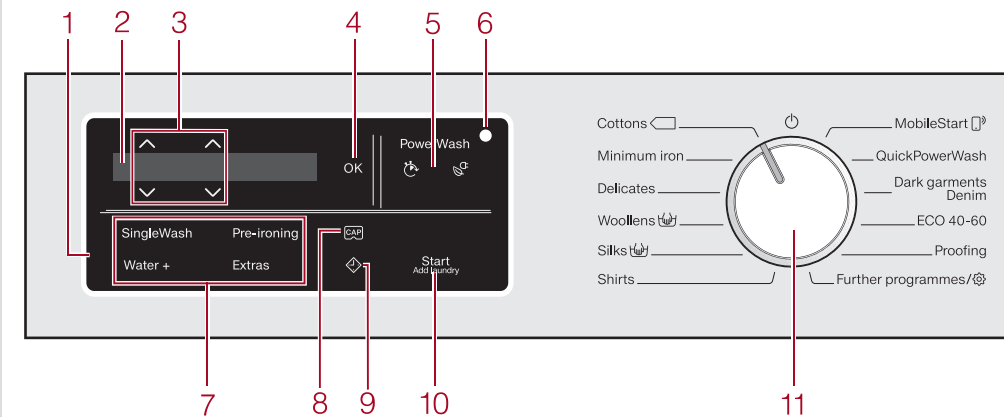 1 2 3 4 5 6
PowerWash
OK
SingleWash Pre-ironing
CAP
Water + Extras
Start
Add laundry
7 8 9 10
Cottons
Minimum iron
Delicates
Woollens
Silks
Shirts
MobileStart
QuickPowerWash
Dark garments
Denim
ECO 40-60
Proofing
Further programmes/
11